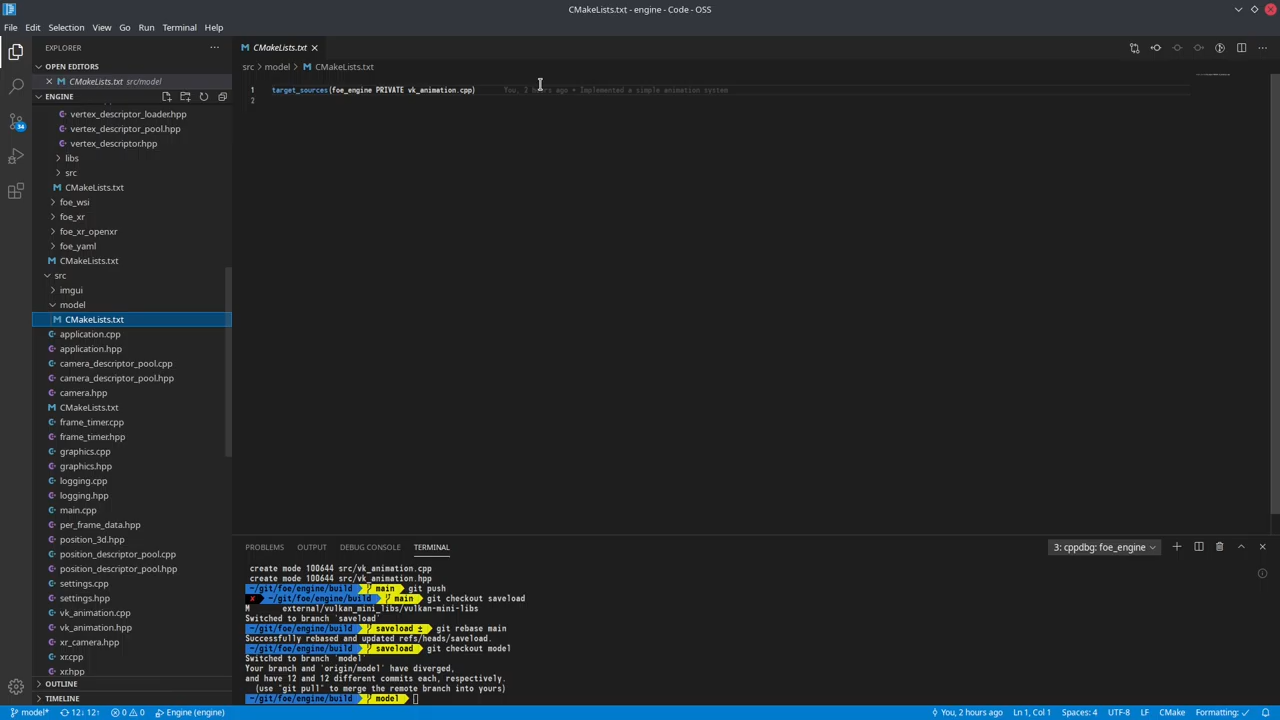 CMakeLists.txt - engine - Code - OSS
File Edit Selection View Go Run Terminal Help
EXPLORER
CMakeLists.txt
OPEN EDITORS
src > model > CMakeLists.txt
CMakeLists.txt src/model
ENGINE
1 target_sources(foe_engine PRIVATE vk_animation.cpp) You, 2 hours ago • Implemented a simple animation system
2
vertex_descriptor_loader.hpp
vertex_descriptor_pool.hpp
vertex_descriptor.hpp
libs
src
CMakeLists.txt
foe_wsi
foe_xr
foe_xr_openxr
foe_yaml
CMakeLists.txt
src
imgui
model
CMakeLists.txt
application.cpp
application.hpp
camera_descriptor_pool.cpp
camera_descriptor_pool.hpp
camera.hpp
CMakeLists.txt
frame_timer.cpp
frame_timer.hpp
graphics.cpp
graphics.hpp
logging.cpp
logging.hpp
main.cpp
per_frame_data.hpp
position_3d.hpp
position_descriptor_pool.cpp
position_descriptor_pool.hpp
settings.cpp
settings.hpp
vk_animation.cpp
vk_animation.hpp
xr_camera.hpp
xr.cpp
xr.hpp
OUTLINE
TIMELINE
34
PROBLEMS OUTPUT DEBUG CONSOLE TERMINAL
3: cppdbg: foe_engine
create mode 100644 src/vk_animation.cpp
create mode 100644 src/vk_animation.hpp
~/git/foe/engine/build main git push
✘ ~/git/foe/engine/build main git checkout saveload
M external/vulkan_mini_libs/vulkan-mini-libs
Switched to branch 'saveload'
~/git/foe/engine/build saveload ± git rebase main
Successfully rebased and updated refs/heads/saveload.
~/git/foe/engine/build saveload git checkout model
Switched to branch 'model'
Your branch and 'origin/model' have diverged,
and have 12 and 12 different commits each, respectively.
(use "git pull" to merge the remote branch into yours)
~/git/foe/engine/build model
model* 12↓ 12↑ 0 0 Engine (engine) You, 2 hours ago Ln 1, Col 1 Spaces: 4 UTF-8 LF CMake Formatting: ✓